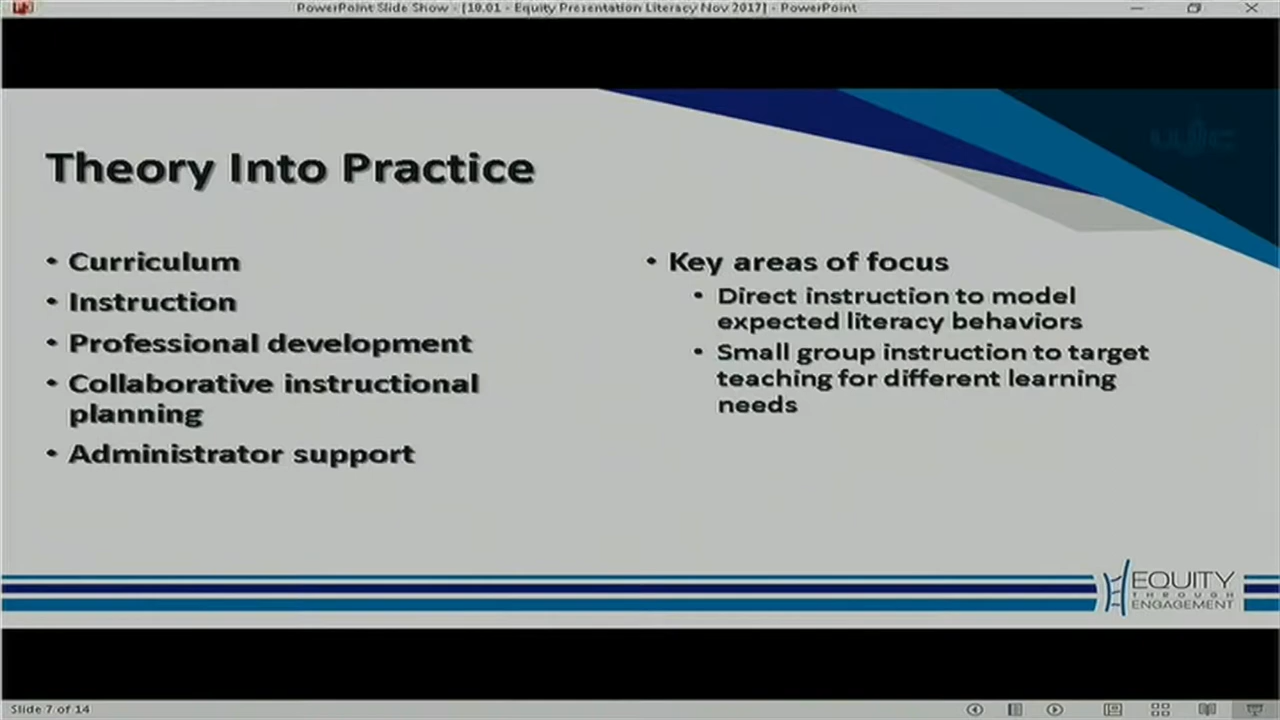 PowerPoint Slide Show - [10.01 - Equity Presentation Literacy Nov 2017] - PowerPoint
Theory Into Practice
• Curriculum
• Instruction
• Professional development
• Collaborative instructional
planning
• Administrator support
• Key areas of focus
• Direct instruction to model
expected literacy behaviors
• Small group instruction to target
teaching for different learning
needs
EQUITY
THROUGH
ENGAGEMENT
Slide 7 of 14